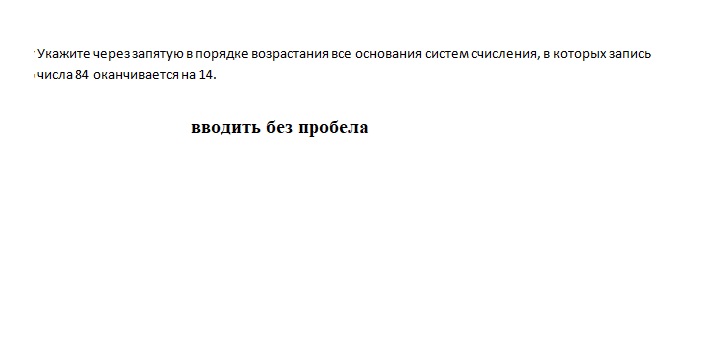 Укажите через запятую в порядке возрастания все основания систем счисления, в которых запись
числа 84 оканчивается на 14.
вводить без пробела